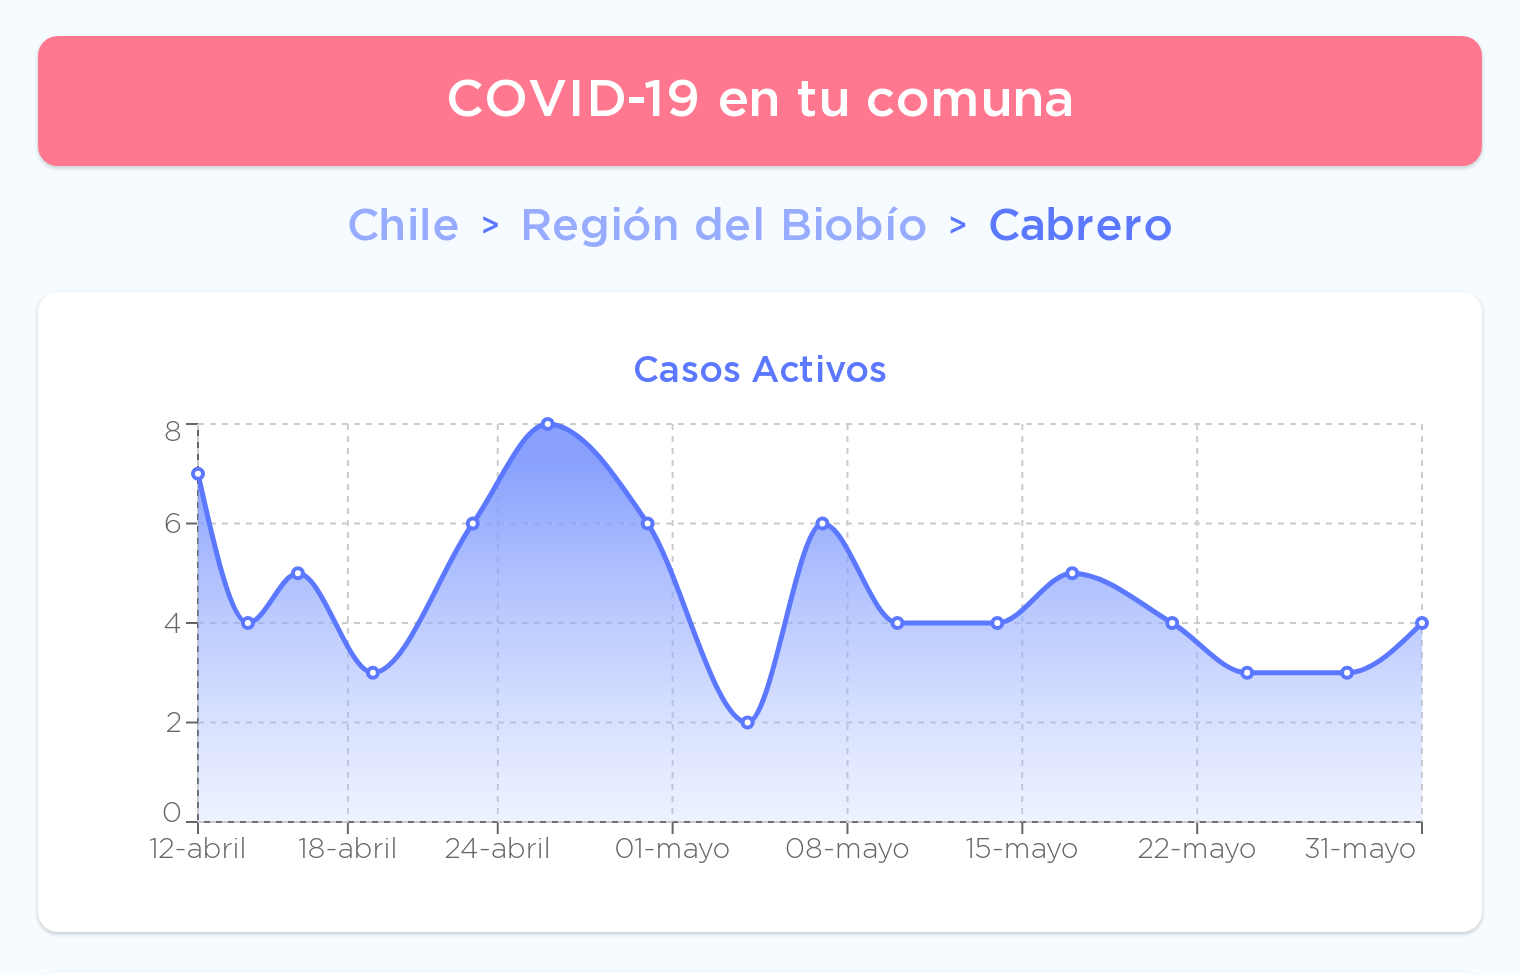 COVID-19 en tu comuna
Chile > Región del Biobío > Cabrero
Casos Activos
8
6
4
2
0
12-abril 18-abril 24-abril 01-mayo 08-mayo 15-mayo 22-mayo 31-mayo